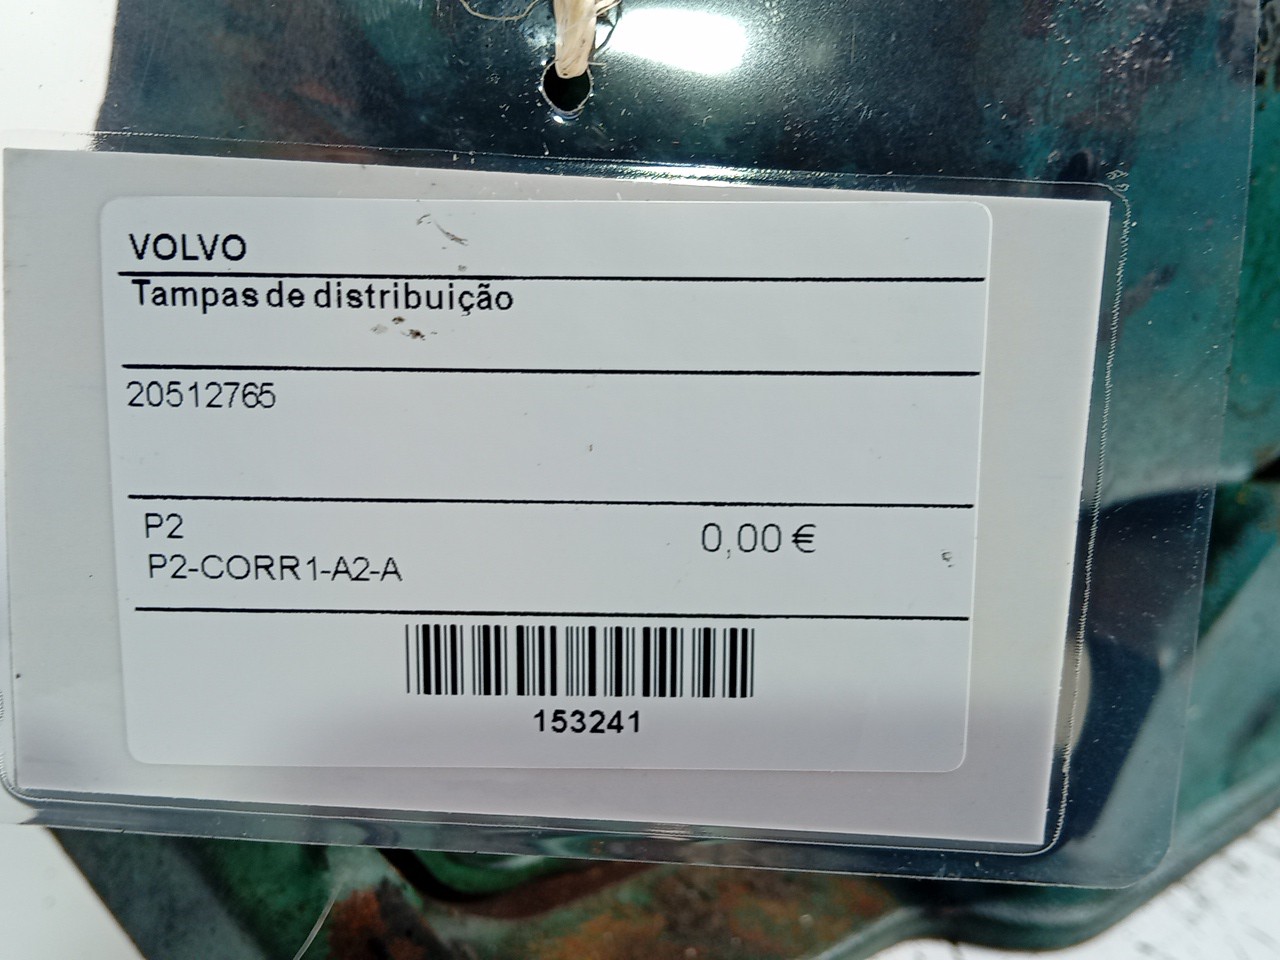 VOLVO
Tampas de distribuição
20512765
P2
0,00 €
P2-CORR1-A2-A
153241